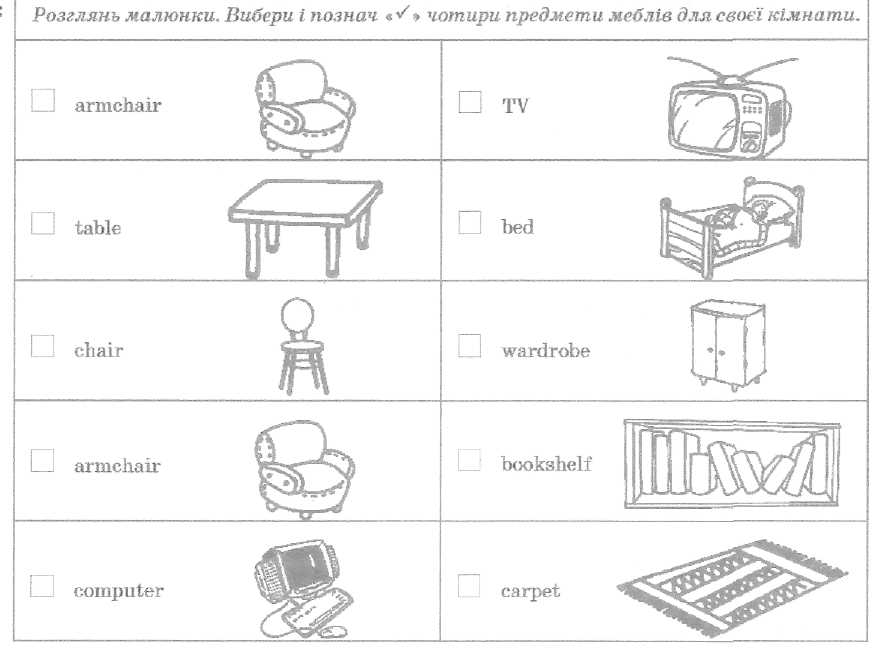 Розглянь малюнки. Вибери і познач «✓» чотири предмети меблів для своєї кімнати.
armchair
TV
table
bed
chair
wardrobe
armchair
bookshelf
computer
carpet